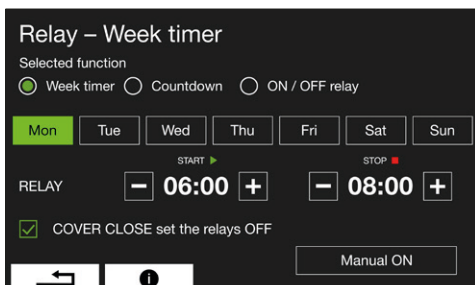 Relay – Week timer
Selected function
Week timer Countdown ON / OFF relay
Mon Tue Wed Thu Fri Sat Sun
START STOP
RELAY − 06:00 + − 08:00 +
COVER CLOSE set the relays OFF
Manual ON